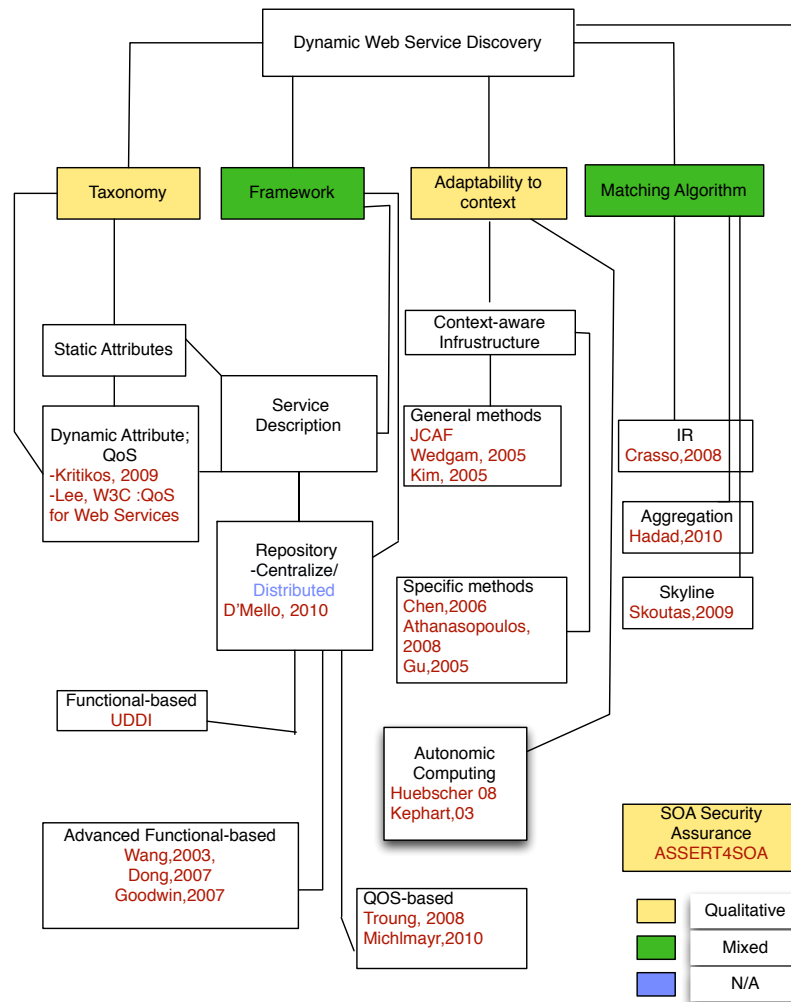 Dynamic Web Service Discovery
Taxonomy
Framework
Adaptability to
context
Matching Algorithm
Static Attributes
Service
Description
Context-aware
Infrustructure
Dynamic Attribute;
QoS
-Kritikos, 2009
-Lee, W3C :QoS
for Web Services
General methods
JCAF
Wedgam, 2005
Kim, 2005
IR
Crasso,2008
Aggregation
Hadad,2010
Skyline
Skoutas,2009
Repository
-Centralize/
Distributed
D'Mello, 2010
Specific methods
Chen,2006
Athanasopoulos,
2008
Gu,2005
Functional-based
UDDI
Autonomic
Computing
Huebscher 08
Kephart,03
Advanced Functional-based
Wang,2003,
Dong,2007
Goodwin,2007
QOS-based
Troung, 2008
Michlmayr,2010
SOA Security
Assurance
ASSERT4SOA
Qualitative
Mixed
N/A